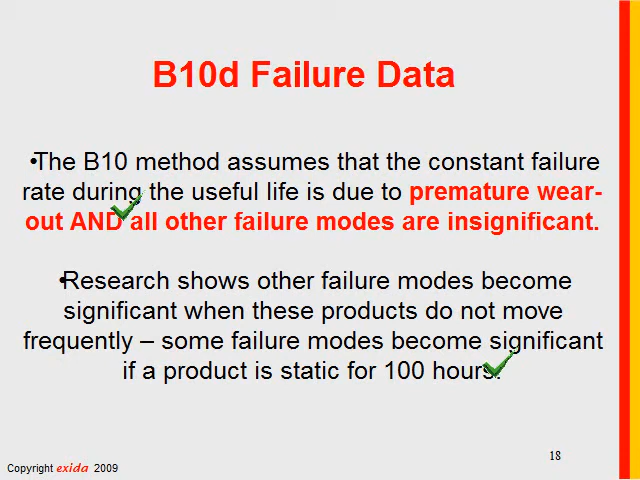 B10d Failure Data
•The B10 method assumes that the constant failure
rate during the useful life is due to premature wear-
out AND all other failure modes are insignificant.
•Research shows other failure modes become
significant when these products do not move
frequently – some failure modes become significant
if a product is static for 100 hours.
18
Copyright exida 2009